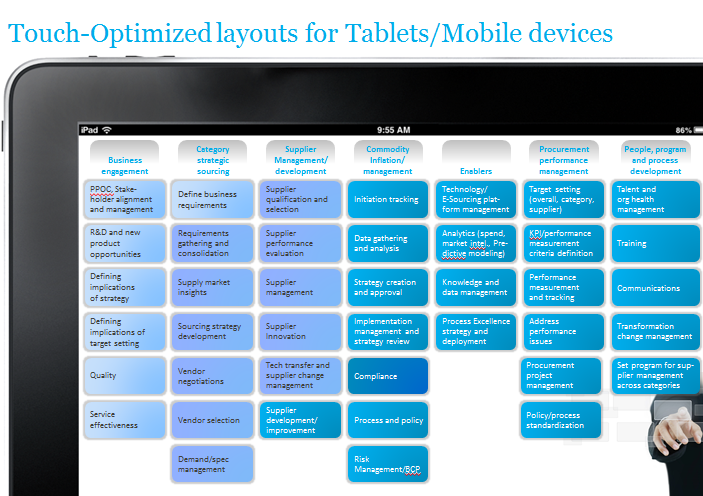 Touch-Optimized layouts for Tablets/Mobile devices
iPad
9:55 AM
86%
Business
engagement
PPOC, Stake-
holder alignment
and management
R&D and new
product
opportunities
Defining
implications
of strategy
Defining
implications of
target setting
Quality
Service
effectiveness
Category
strategic
sourcing
Define business
requirements
Requirements
gathering and
consolidation
Supply market
insights
Sourcing strategy
development
Vendor
negotiations
Vendor selection
Demand/spec
management
Supplier
Management/
development
Supplier
qualification and
selection
Supplier
performance
evaluation
Supplier
management
Supplier
Innovation
Tech transfer and
supplier change
management
Supplier
development/
improvement
Commodity
Inflation/
management
Initiation tracking
Data gathering
and analysis
Strategy creation
and approval
Implementation
management and
strategy review
Compliance
Process and policy
Risk
Management/BCP
Enablers
Technology/
E-Sourcing plat-
form management
Analytics (spend,
market intel., Pre-
dictive modeling)
Knowledge and
data management
Process Excellence
strategy and
deployment
Procurement
performance
management
Target setting
(overall, category,
supplier)
KPI/performance
measurement
criteria definition
Performance
measurement
and tracking
Address
performance
issues
Procurement
project
management
Policy/process
standardization
People, program
and process
development
Talent and
org health
management
Training
Communications
Transformation
change management
Set program for sup-
plier management
across categories